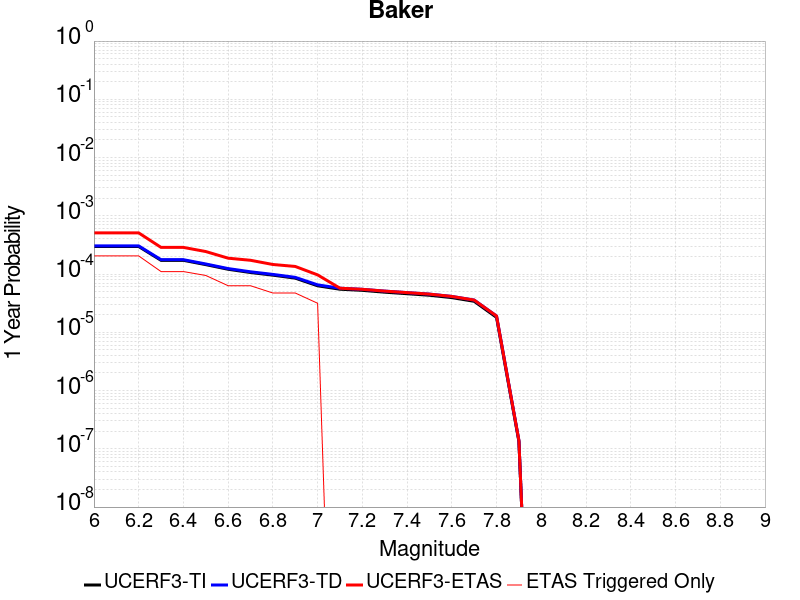 Baker
10^0
10^-1
10^-2
10^-3
10^-4
10^-5
10^-6
10^-7
10^-8
1 Year Probability
6 6.2 6.4 6.6 6.8 7 7.2 7.4 7.6 7.8 8 8.2 8.4 8.6 8.8 9
Magnitude
UCERF3-TI UCERF3-TD UCERF3-ETAS ETAS Triggered Only